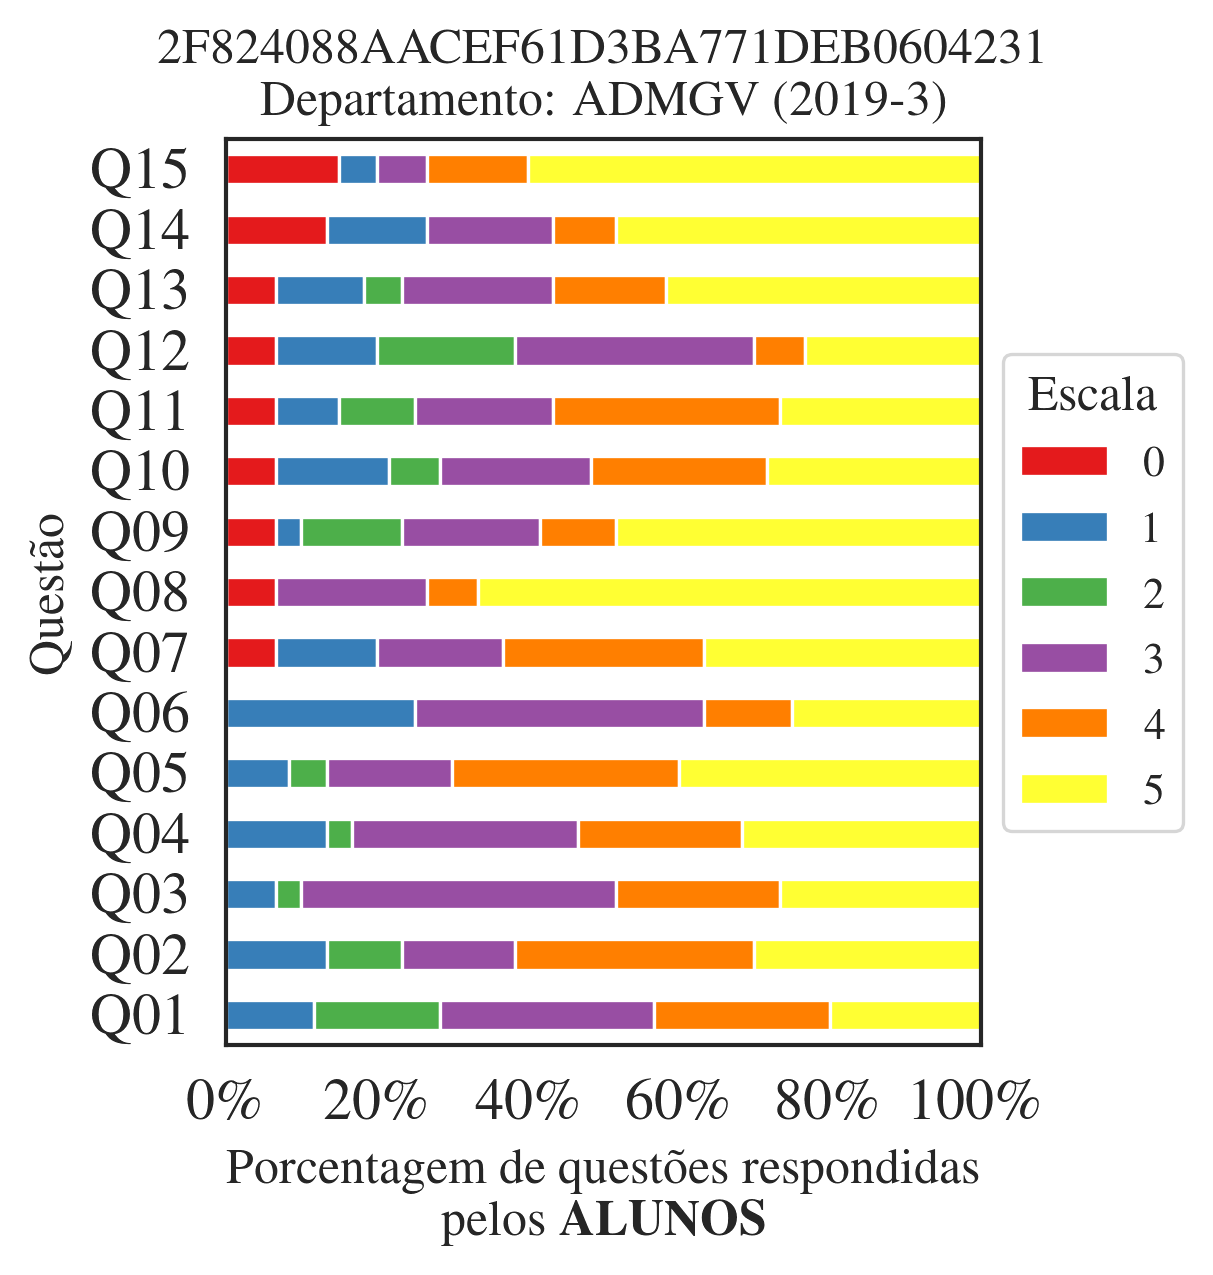 2F824088AACEF61D3BA771DEB0604231
Departamento: ADMGV (2019-3)
Questão
Q15
Q14
Q13
Q12
Q11
Q10
Q09
Q08
Q07
Q06
Q05
Q04
Q03
Q02
Q01
0% 20% 40% 60% 80% 100%
Porcentagem de questões respondidas
pelos ALUNOS
Escala
0
1
2
3
4
5